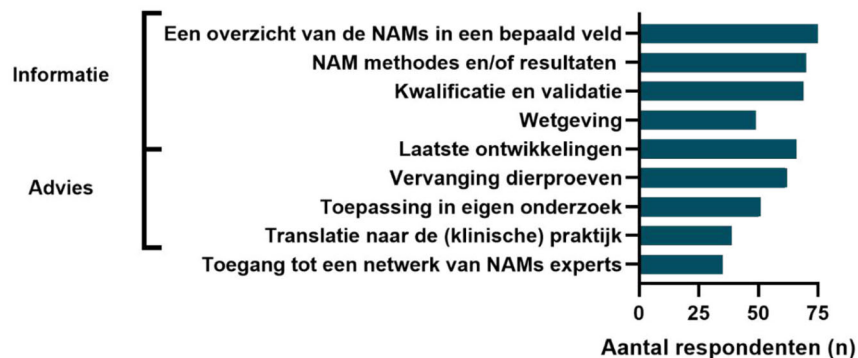 Informatie
Een overzicht van de NAMs in een bepaald veld
NAM methodes en/of resultaten
Kwalificatie en validatie
Wetgeving
Advies
Laatste ontwikkelingen
Vervanging dierproeven
Toepassing in eigen onderzoek
Translatie naar de (klinische) praktijk
Toegang tot een netwerk van NAMs experts
0 25 50 75
Aantal respondenten (n)